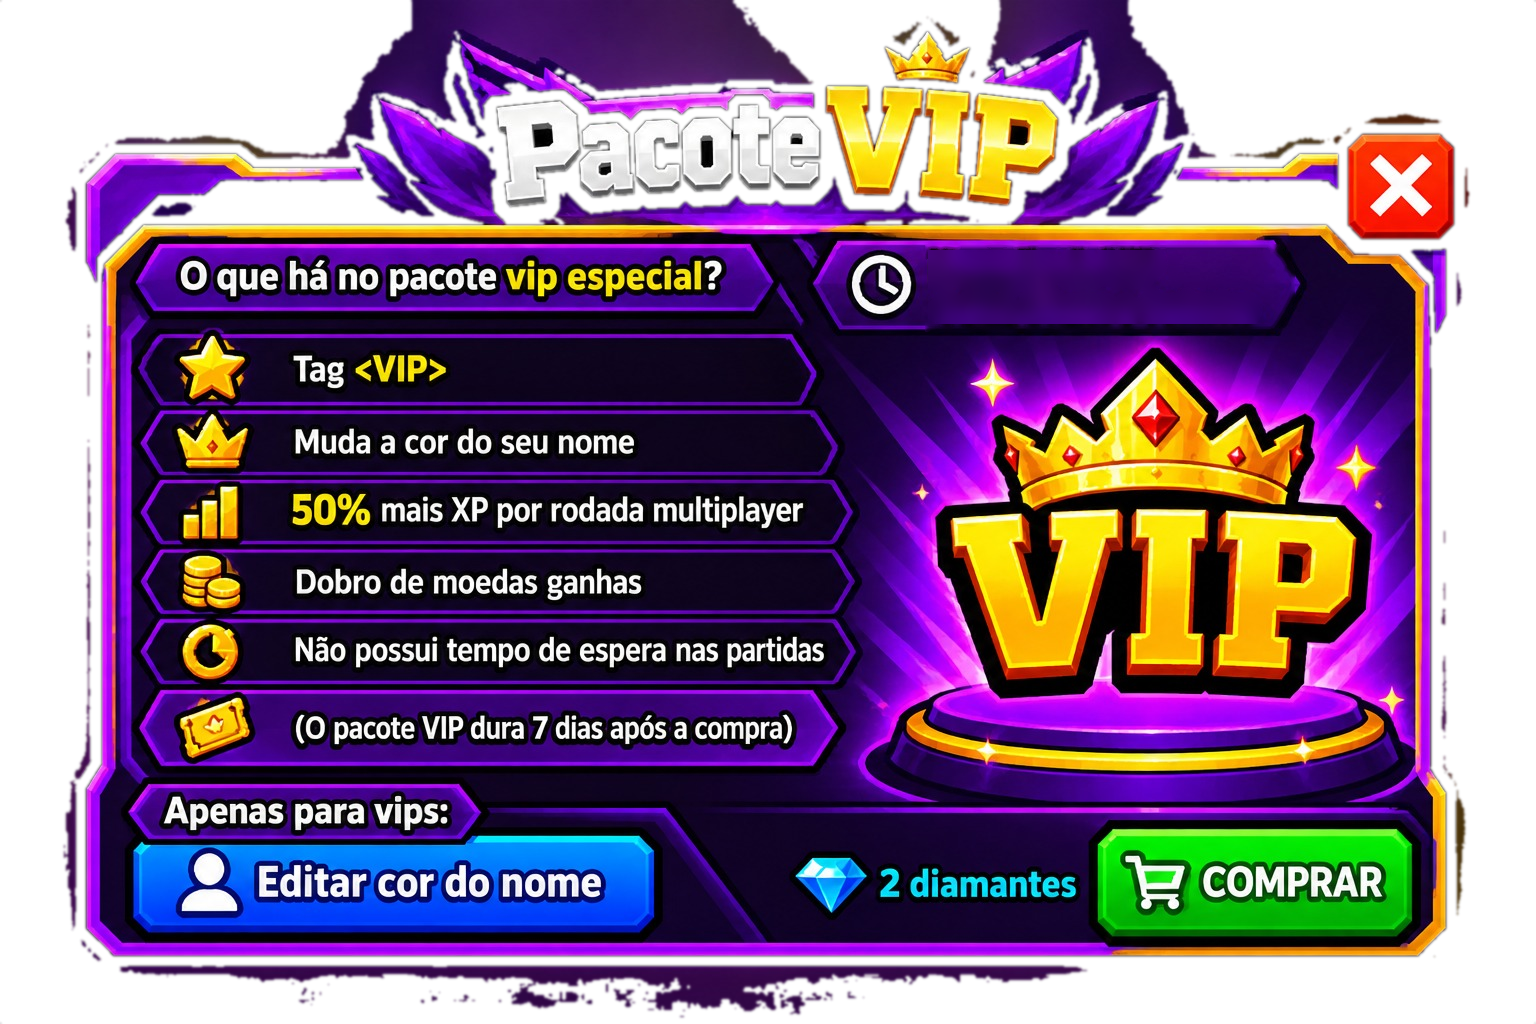 Pacote VIP
O que há no pacote vip especial?
Tag <VIP>
Muda a cor do seu nome
50% mais XP por rodada multiplayer
Dobro de moedas ganhas
Não possui tempo de espera nas partidas
(O pacote VIP dura 7 dias após a compra)
VIP
Apenas para vips:
Editar cor do nome
2 diamantes
COMPRAR